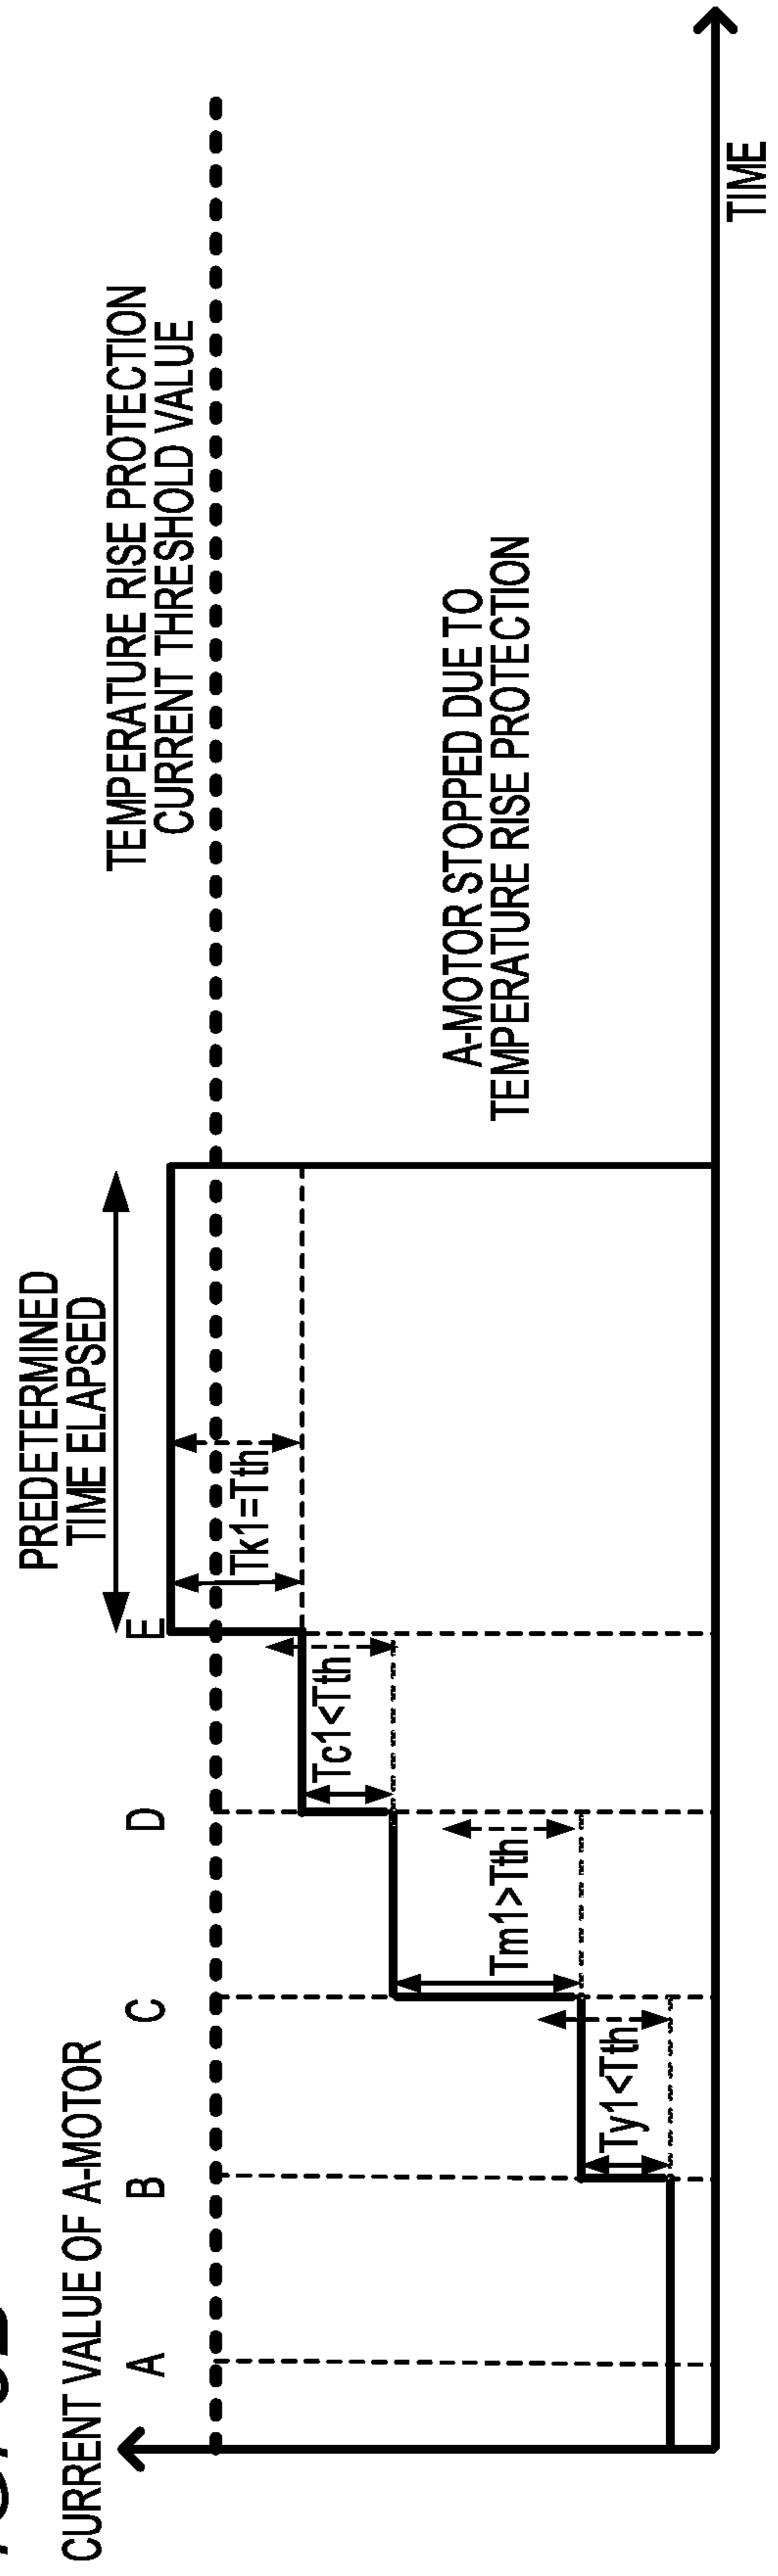 CURRENT VALUE OF A-MOTOR
A
B
C
D
E
PREDETERMINED
TIME ELAPSED
TEMPERATURE RISE PROTECTION
CURRENT THRESHOLD VALUE
Ty1<Tth
Tm1>Tth
Tc1<Tth
Tk1=Tth
A-MOTOR STOPPED DUE TO
TEMPERATURE RISE PROTECTION
TIME